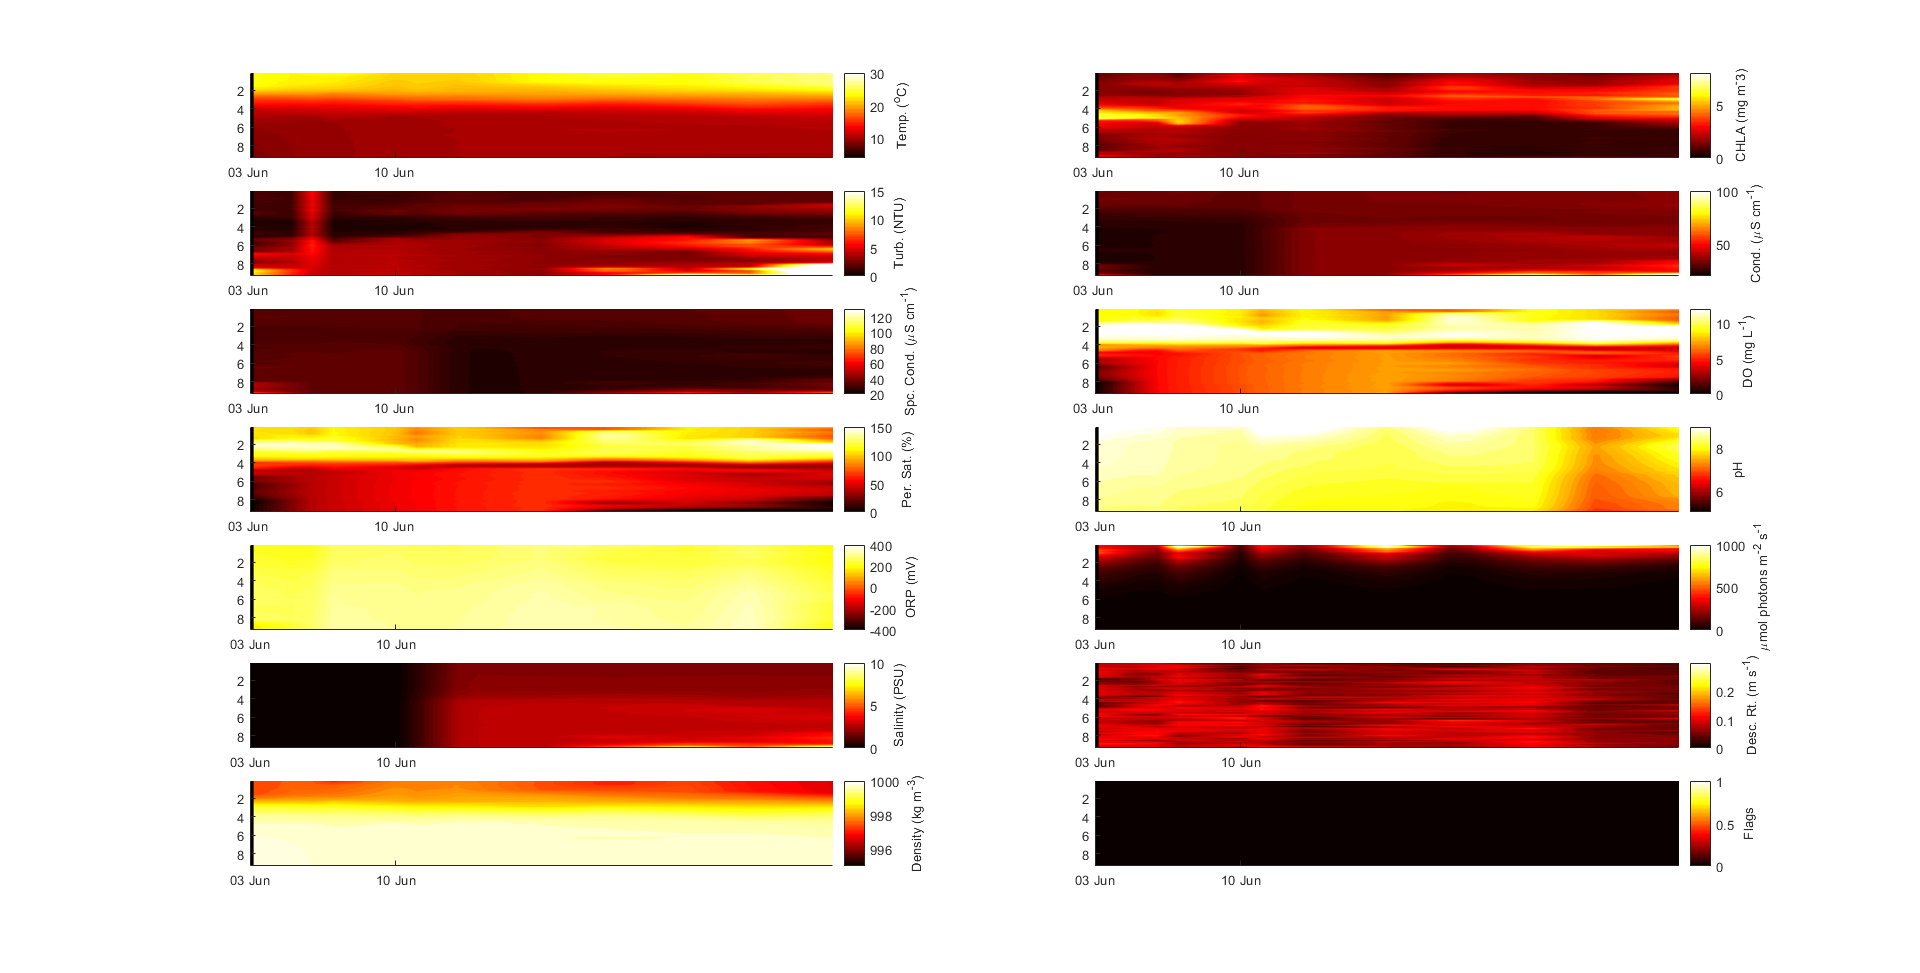 2
4
6
8
03 Jun
10 Jun
30
20
10
Temp. (°C)
2
4
6
8
03 Jun
10 Jun
5
0
CHLA (mg m-3)
2
4
6
8
03 Jun
10 Jun
15
10
5
0
Turb. (NTU)
2
4
6
8
03 Jun
10 Jun
100
50
Cond. (μS cm-1)
2
4
6
8
03 Jun
10 Jun
120
100
80
60
40
20
Spc. Cond. (μS cm-1)
2
4
6
8
03 Jun
10 Jun
10
5
0
DO (mg L-1)
2
4
6
8
03 Jun
10 Jun
150
100
50
0
Per. Sat. (%)
2
4
6
8
03 Jun
10 Jun
8
6
pH
2
4
6
8
03 Jun
10 Jun
400
200
0
-200
-400
ORP (mV)
2
4
6
8
03 Jun
10 Jun
1000
500
0
μmol photons m-2 s-1
2
4
6
8
03 Jun
10 Jun
10
5
0
Salinity (PSU)
2
4
6
8
03 Jun
10 Jun
0.2
0.1
0
Desc. Rt. (m s-1)
2
4
6
8
03 Jun
10 Jun
1000
998
996
Density (kg m-3)
2
4
6
8
03 Jun
10 Jun
1
0.5
0
Flags